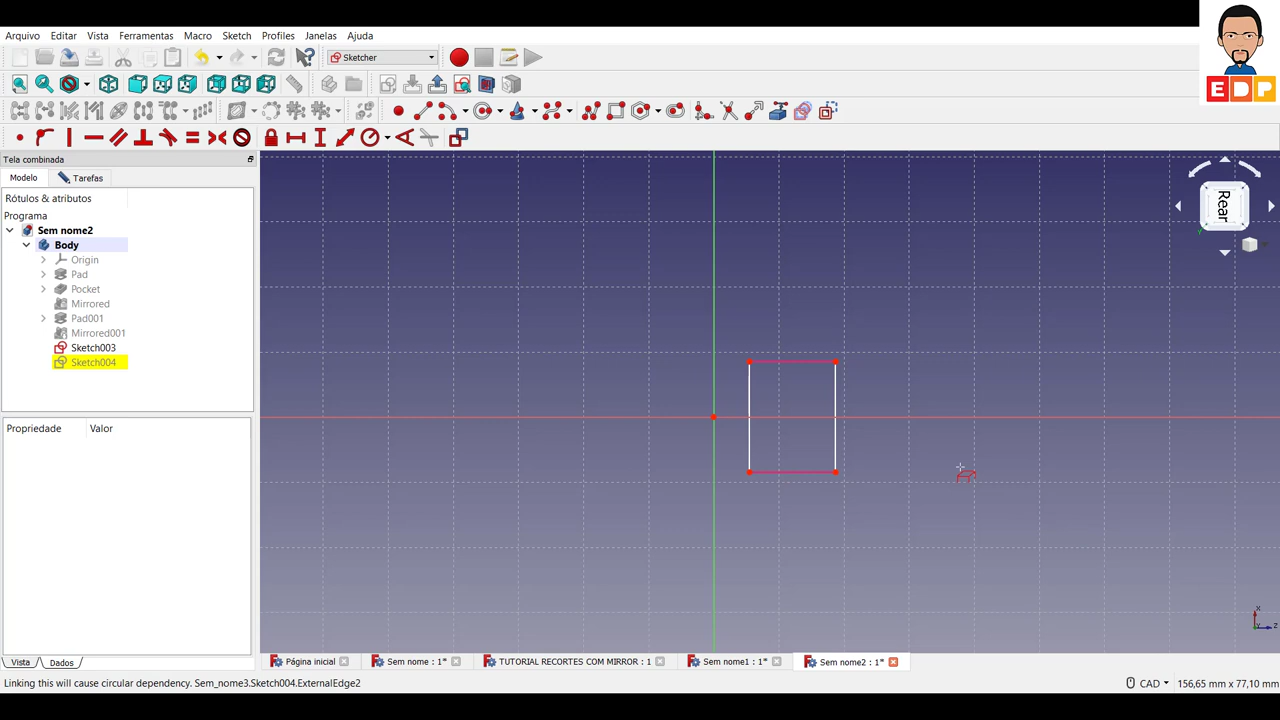 Arquivo Editar Vista Ferramentas Macro Sketch Profiles Janelas Ajuda
Sketcher
EDP
Tela combinada
Modelo Tarefas
Rótulos & atributos
Programa
Sem nome2
Body
Origin
Pad
Pocket
Mirrored
Pad001
Mirrored001
Sketch003
Sketch004
Rear
Propriedade Valor
x
y z
Vista Dados
Página inicial Sem nome : 1* TUTORIAL RECORTES COM MIRROR : 1 Sem nome1 : 1* Sem nome2 : 1*
Linking this will cause circular dependency. Sem_nome3.Sketch004.ExternalEdge2 CAD 156,65 mm x 77,10 mm